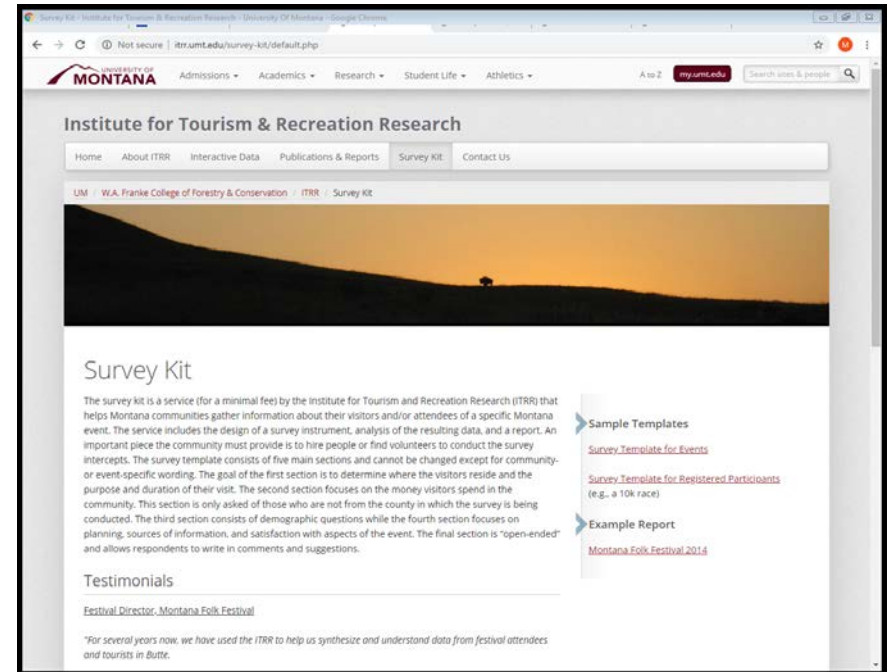 Survey Kit - Institute for Tourism & Recreation Research - University Of Montana - Google Chrome
Not secure | itrr.umt.edu/survey-kit/default.php
M
UNIVERSITY OF
MONTANA
Admissions Academics Research Student Life Athletics
A to Z my.umt.edu Search sites & people
Institute for Tourism & Recreation Research
Home About ITRR Interactive Data Publications & Reports Survey Kit Contact Us
UM / W.A. Franke College of Forestry & Conservation / ITRR / Survey Kit
Survey Kit
The survey kit is a service (for a minimal fee) by the Institute for Tourism and Recreation Research (ITRR) that
helps Montana communities gather information about their visitors and/or attendees of a specific Montana
event. The service includes the design of a survey instrument, analysis of the resulting data, and a report. An
important piece the community must provide is to hire people or find volunteers to conduct the survey
intercepts. The survey template consists of five main sections and cannot be changed except for community-
or event-specific wording. The goal of the first section is to determine where the visitors reside and the
purpose and duration of their visit. The second section focuses on the money visitors spend in the
community. This section is only asked of those who are not from the county in which the survey is being
conducted. The third section consists of demographic questions while the fourth section focuses on
planning, sources of information, and satisfaction with aspects of the event. The final section is "open-ended"
and allows respondents to write in comments and suggestions.
Testimonials
Festival Director, Montana Folk Festival
"For several years now, we have used the ITRR to help us synthesize and understand data from festival attendees
and tourists in Butte.
Sample Templates
Survey Template for Events
Survey Template for Registered Participants
(e.g., a 10k race)
Example Report
Montana Folk Festival 2014